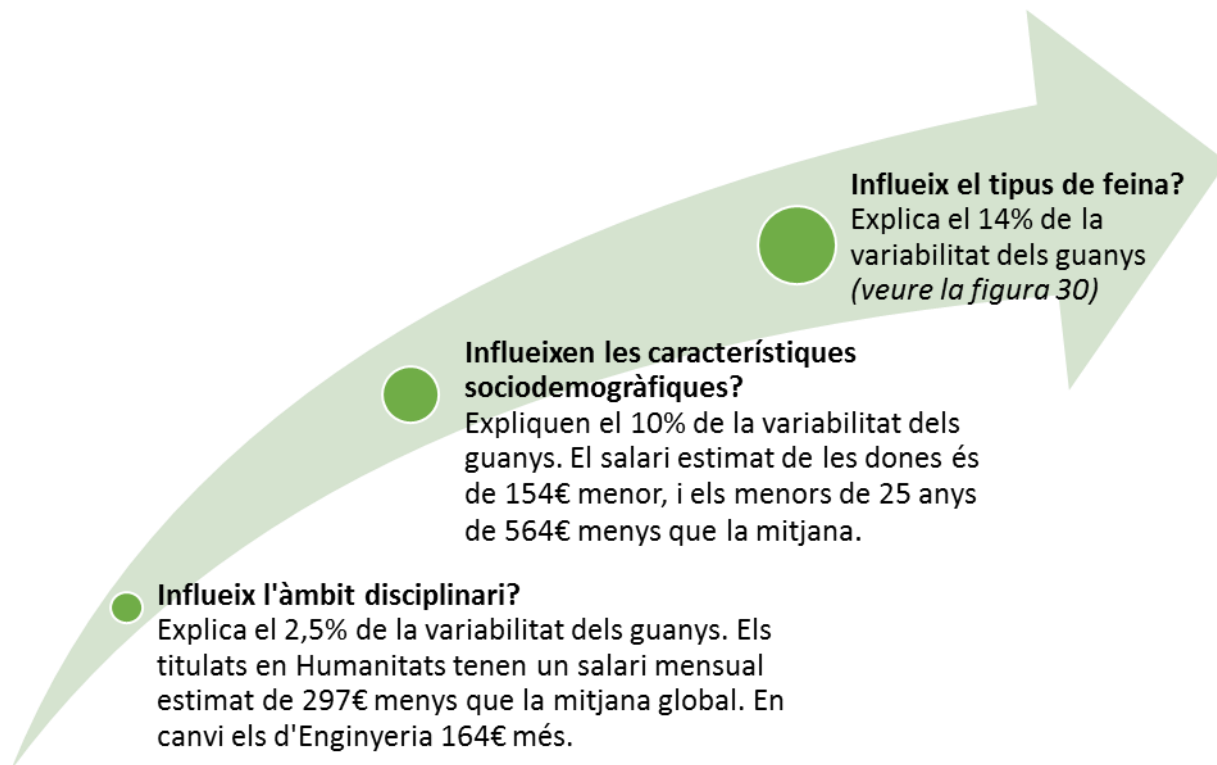 Influeix el tipus de feina?
Explica el 14% de la
variabilitat dels guanys
(veure la figura 30)
Influeixen les característiques
sociodemogràfiques?
Expliquen el 10% de la variabilitat dels
guanys. El salari estimat de les dones és
de 154€ menor, i els menors de 25 anys
de 564€ menys que la mitjana.
Influeix l'àmbit disciplinari?
Explica el 2,5% de la variabilitat dels guanys. Els
titulats en Humanitats tenen un salari mensual
estimat de 297€ menys que la mitjana global. En
canvi els d'Enginyeria 164€ més.